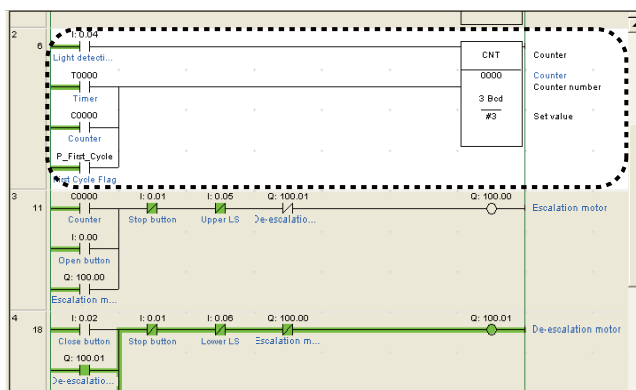 2
6
I: 0.04
Light detecti...
CNT
Counter
T0000
0000
Counter
Timer
Counter number
3 Bcd
C0000
#3
Set value
Counter
P_First_Cycle
First Cycle Flag
3
11
C0000 I: 0.01 I: 0.05 Q: 100.01 Q: 100.00
Counter Stop button Upper LS De-escalatio... Escalation motor
I: 0.00
Open button
Q: 100.00
Escalation m...
4
18
I: 0.02 I: 0.01 I: 0.06 Q: 100.00 Q: 100.01
Close button Stop button Lower LS Escalation m... De-escalation motor
Q: 100.01
De-escalatio...